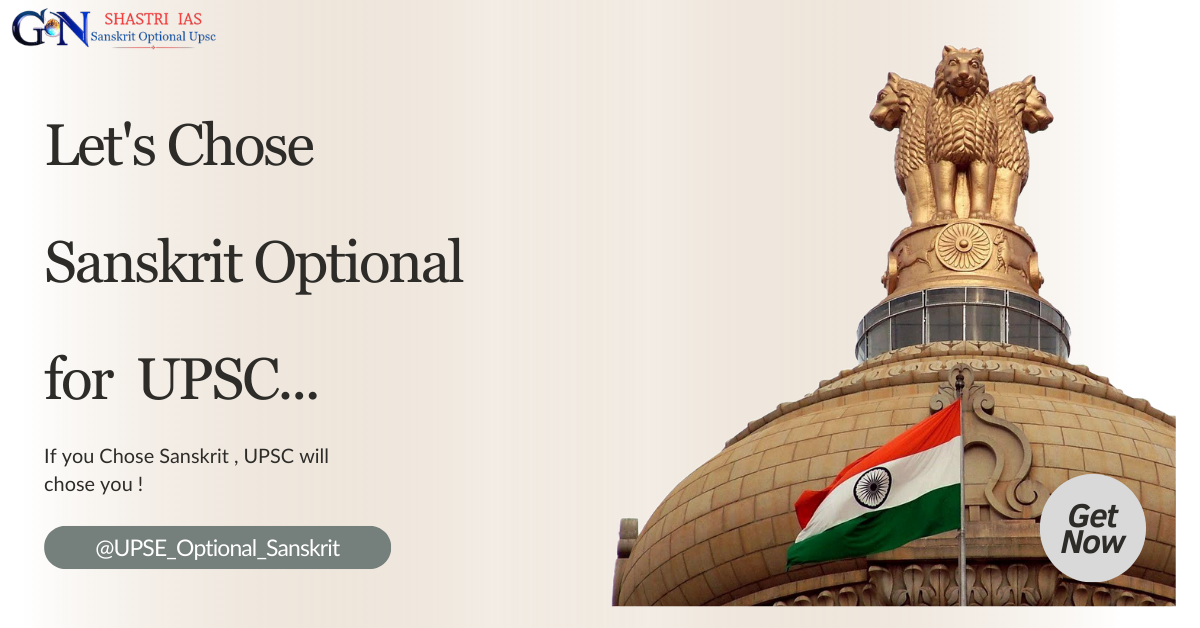 GN SHASTRI IAS
Sanskrit Optional Upsc
Let's Chose
Sanskrit Optional
for UPSC...
If you Chose Sanskrit , UPSC will
chose you !
@UPSE_Optional_Sanskrit
Get
Now